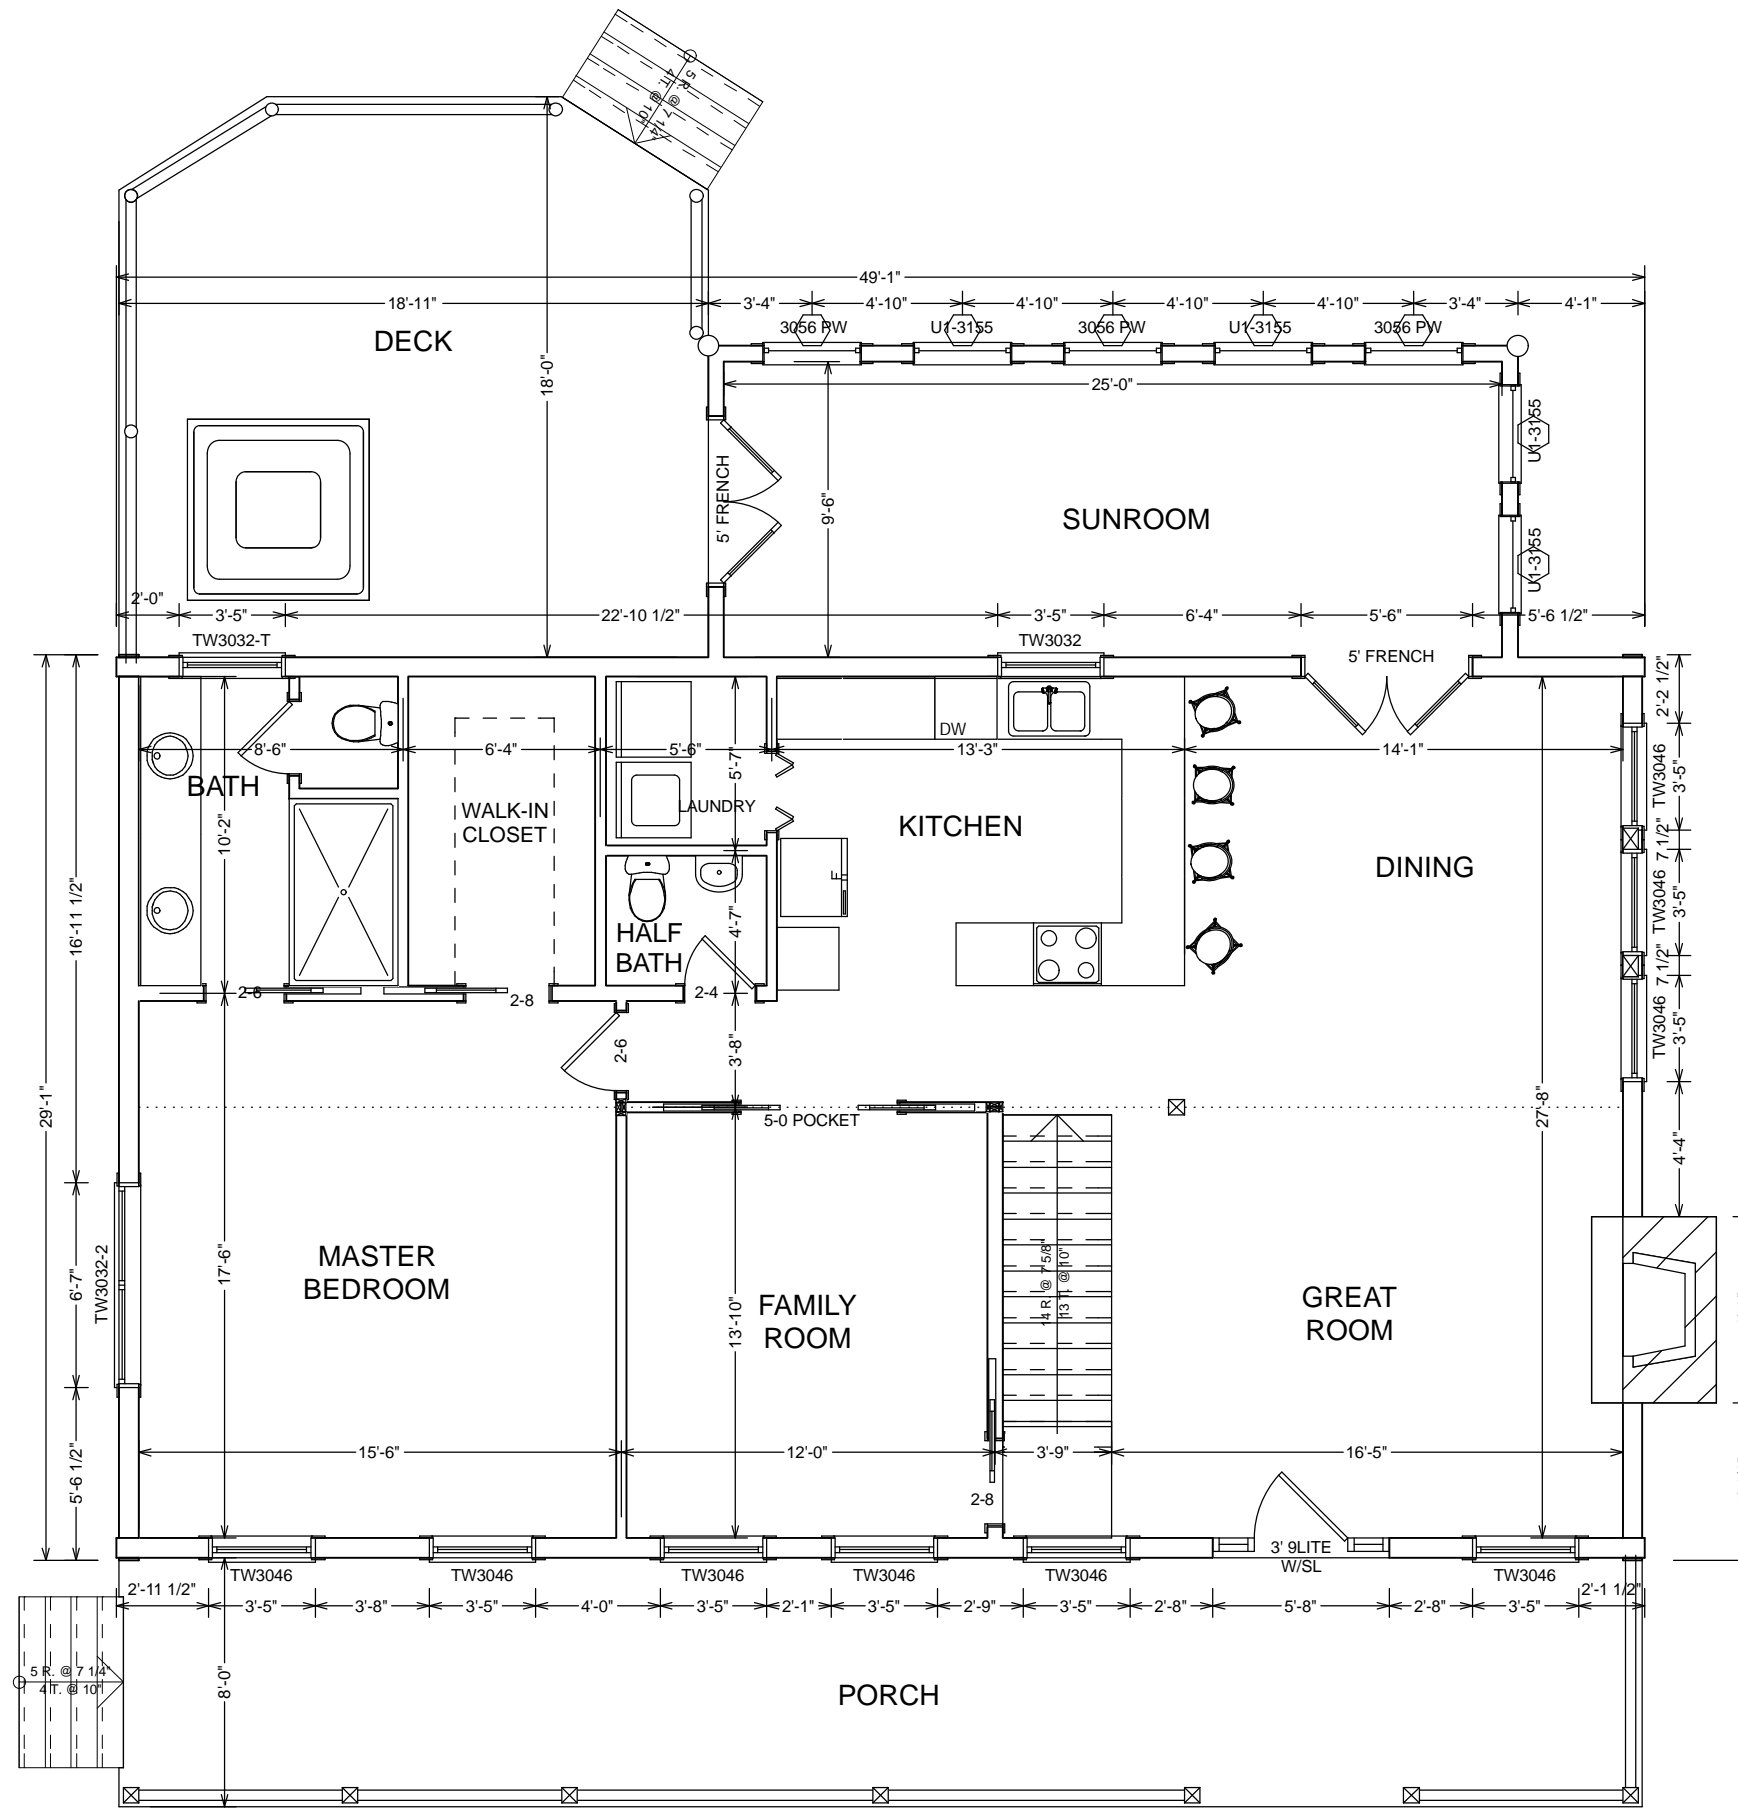 5 R. @ 7 1/4"
4 T. @ 10"
49'-1"
18'-11"
3'-4"
4'-10"
4'-10"
4'-10"
4'-10"
3'-4"
4'-1"
3056 PW
U1-3155
3056 PW
U1-3155
3056 PW
DECK
18'-0"
25'-0"
U1-3155
5' FRENCH
9'-6"
SUNROOM
U1-3155
2'-0"
3'-5"
22'-10 1/2"
3'-5"
6'-4"
5'-6"
5'-6 1/2"
TW3032-T
TW3032
5' FRENCH
2'-2 1/2"
DW
8'-6"
6'-4"
5'-6"
5'-7"
13'-3"
14'-1"
TW3046
3'-5"
BATH
WALK-IN
CLOSET
LAUNDRY
KITCHEN
10'-2"
7 1/2"
DINING
F
16'-11 1/2"
TW3046
3'-5"
HALF
BATH
4'-7"
7 1/2"
2-8
2-8
2-4
TW3046
3'-5"
2-6
3'-8"
29'-1"
5-0 POCKET
27'-8"
4'-4"
17'-6"
MASTER
BEDROOM
6'-7"
TW3032-2
FAMILY
ROOM
13'-10"
14 R. @ 7 5/8"
13 T. @ 10"
GREAT
ROOM
5'-6 1/2"
15'-6"
12'-0"
3'-9"
16'-5"
2-8
3' 9LITE
W/SL
TW3046
TW3046
TW3046
TW3046
TW3046
TW3046
2'-11 1/2"
3'-5"
3'-8"
3'-5"
4'-0"
3'-5"
2'-1"
3'-5"
2'-9"
3'-5"
2'-8"
5'-8"
2'-8"
3'-5"
2'-1 1/2"
5 R. @ 7 1/4"
4 T. @ 10"
8'-0"
PORCH